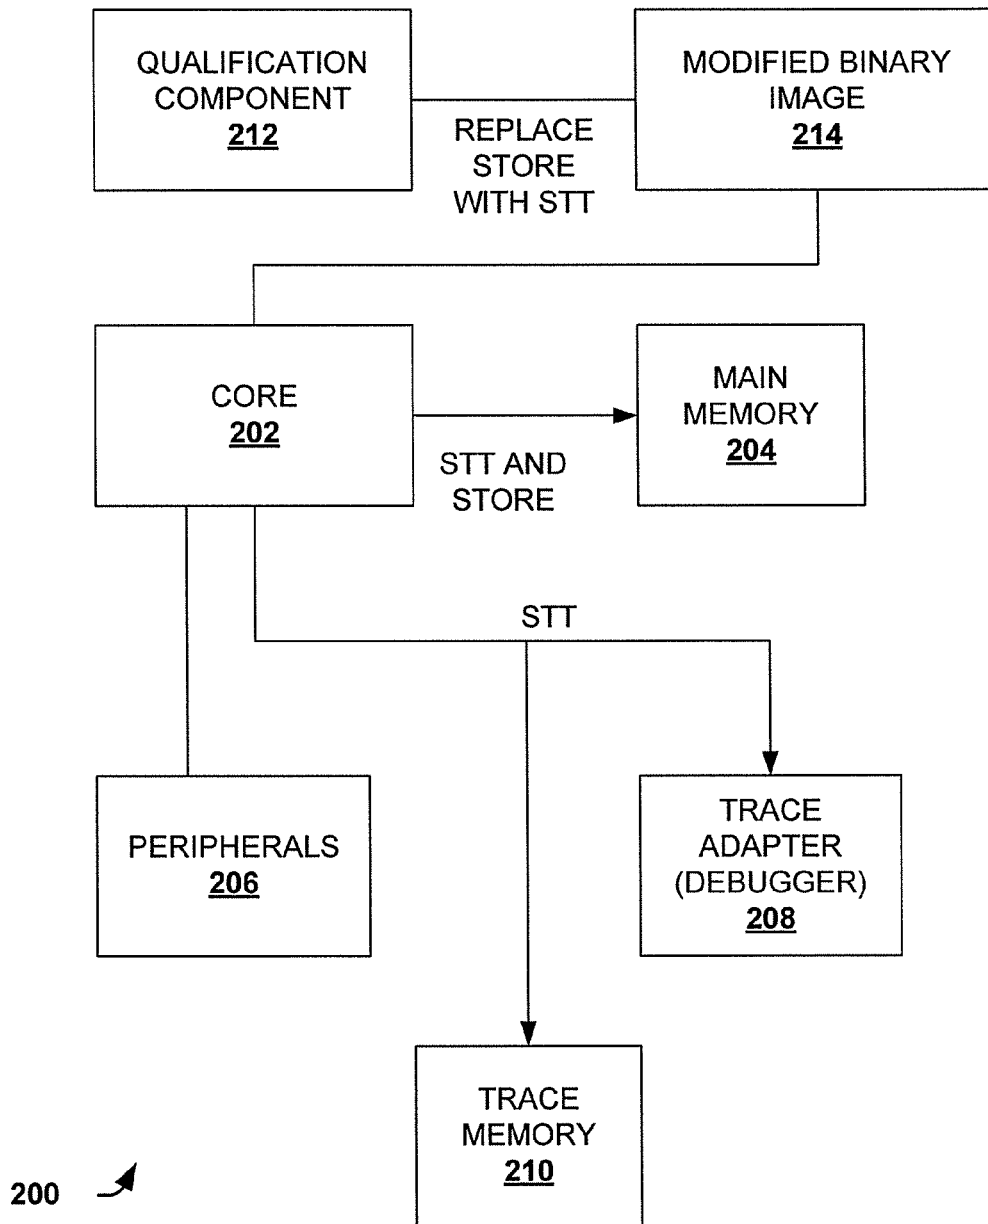 QUALIFICATION
COMPONENT
212
REPLACE
STORE
WITH STT
MODIFIED BINARY
IMAGE
214
CORE
202
STT AND
STORE
MAIN
MEMORY
204
STT
PERIPHERALS
206
TRACE
ADAPTER
(DEBUGGER)
208
TRACE
MEMORY
210
200